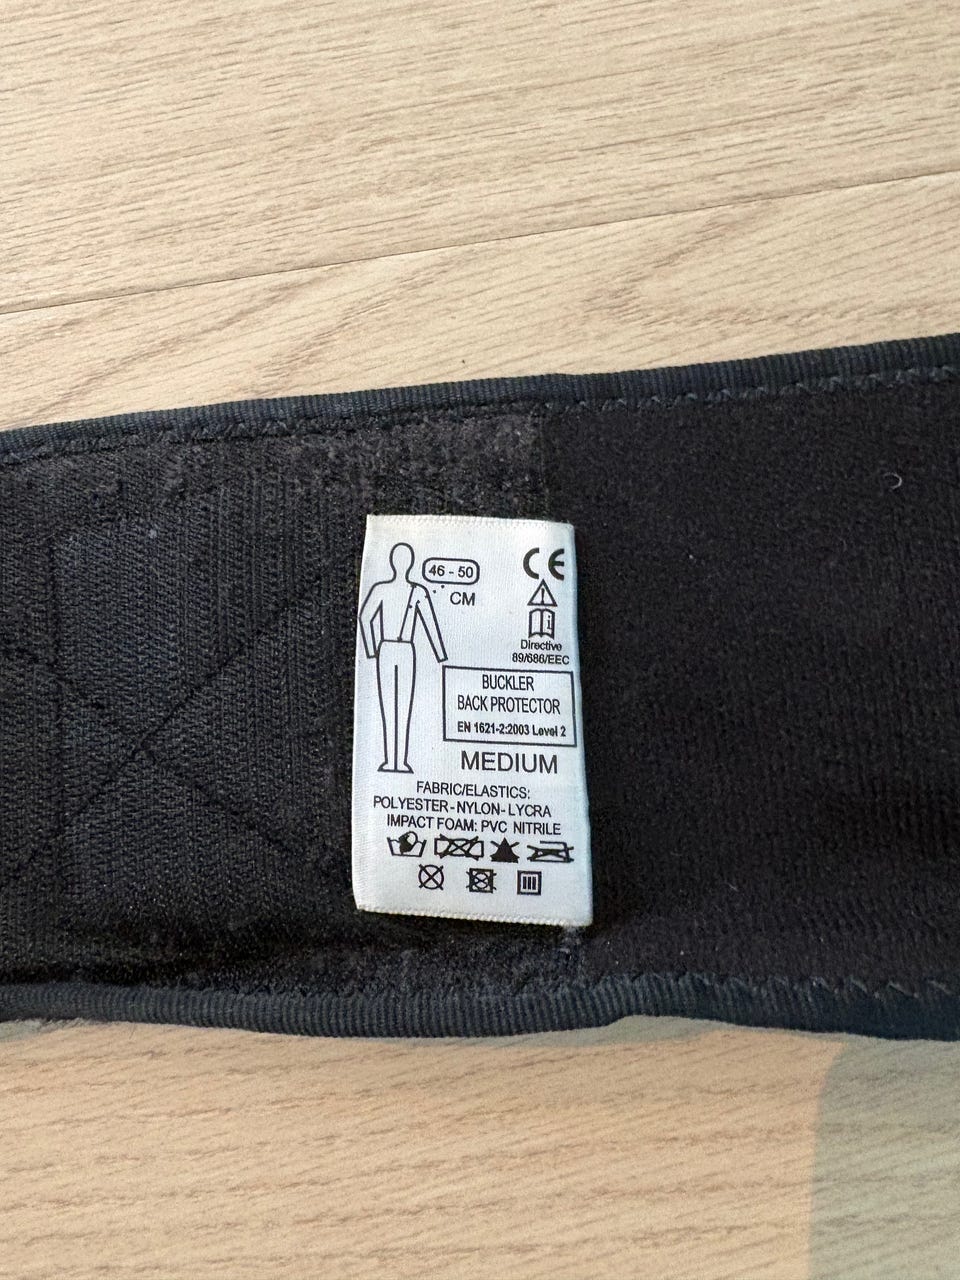 46 - 50
CM
CE
i
Directive
89/686/EEC
BUCKLER
BACK PROTECTOR
EN 1621-2:2003 Level 2
MEDIUM
FABRIC/ELASTICS:
POLYESTER-NYLON-LYCRA
IMPACT FOAM: PVC NITRILE